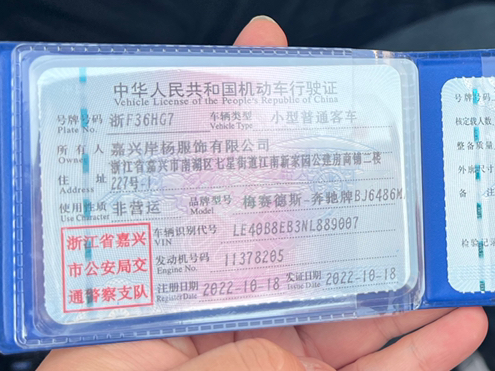 中华人民共和国机动车行驶证
Vehicle License of the People's Republic of China
号牌号码 浙F36HG7 车辆类型 小型普通客车
Plate No. Vehicle Type
所有人 嘉兴岸杨服饰有限公司
Owner
浙江省嘉兴市南湖区七星街道江南新家园公建房商铺二楼
住址 227号-1
Address
使用性质 非营运 品牌型号 梅赛德斯-奔驰牌BJ6486M
Use Character Model
浙江省嘉兴
市公安局交
通警察支队
车辆识别代号 LE40B8EB3NL889007
VIN
发动机号码 11378205
Engine No.
注册日期 2022-10-18 发证日期 2022-10-18
Register Date Issue Date
号牌号码
核定载人数
整备质量
外廓尺寸
备注
检验记录